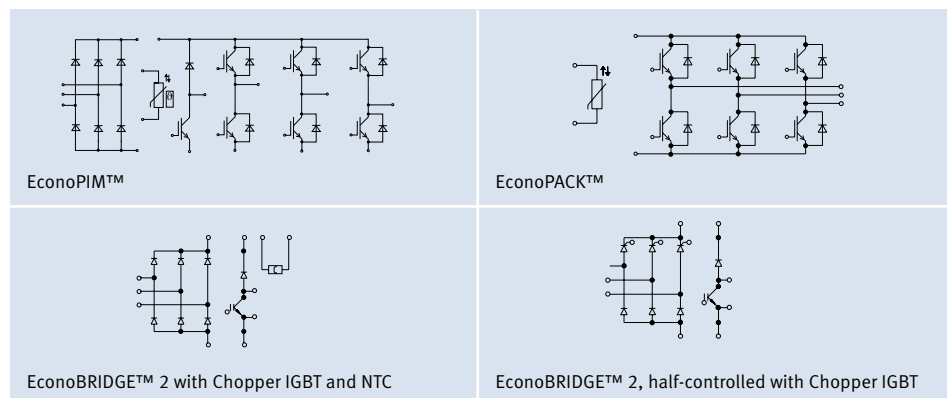 EconoPIM™
EconoPACK™
EconoBRIDGE™ 2 with Chopper IGBT and NTC
EconoBRIDGE™ 2, half-controlled with Chopper IGBT